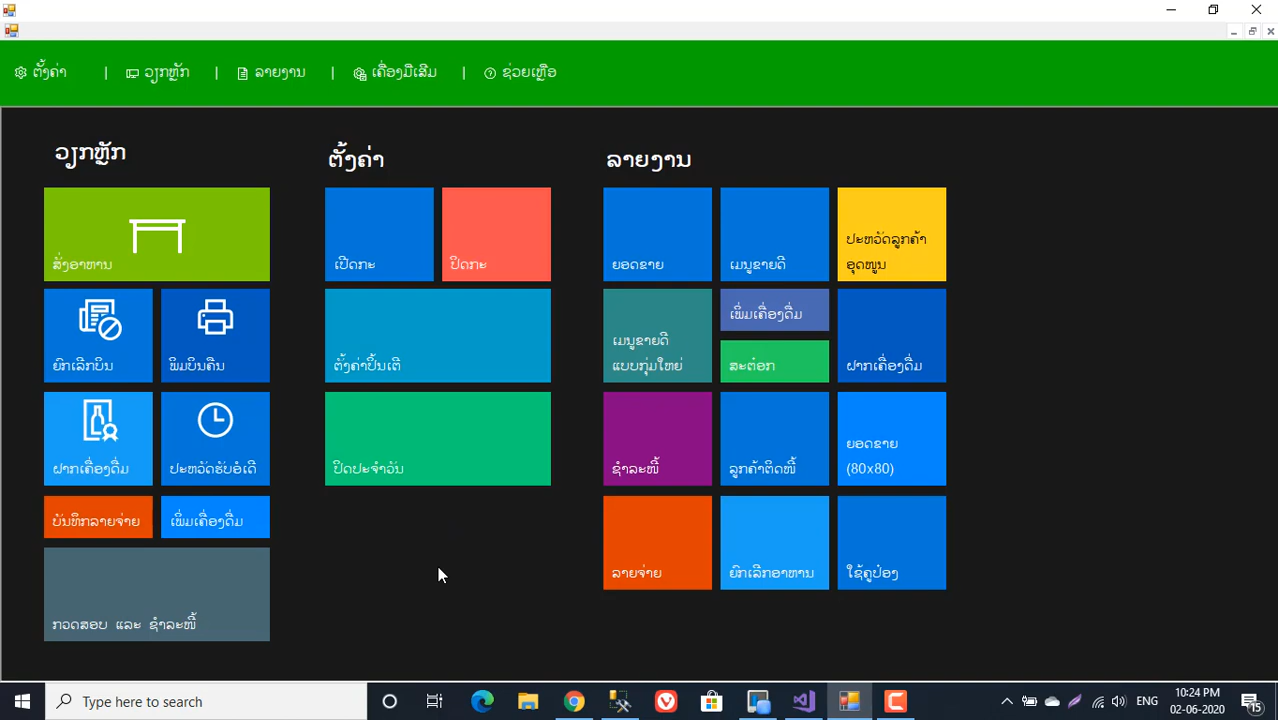 ຕັ້ງຄ່າ | ວຽກຫຼັກ | ລາຍງານ | ເຄື່ອງມືເສີມ | ຊ່ວຍເຫຼືອ
ວຽກຫຼັກ
ສັ່ງອາຫານ
ຍົກເລີກບິນ
ພິມບິນຄືນ
ຝາກເຄື່ອງດື່ມ
ປະຫວັດຮັບອໍເດີ
ບັນທຶກລາຍຈ່າຍ
ເພີ່ມເຄື່ອງດື່ມ
ກວດສອບ ແລະ ຊໍາລະໜີ້
ຕັ້ງຄ່າ
ເປີດກະ
ປິດກະ
ຕັ້ງຄ່າປິ້ນເຕີ
ປິດປະຈໍາວັນ
ລາຍງານ
ຍອດຂາຍ
ເມນູຂາຍດີ
ປະຫວັດລູກຄ້າ
ອຸດໜູນ
ເມນູຂາຍດີ
ແບບກຸ່ມໃຫຍ່
ເພີ່ມເຄື່ອງດື່ມ
ສະຕ໋ອກ
ຝາກເຄື່ອງດື່ມ
ຊໍາລະໜີ້
ລູກຄ້າຕິດໜີ້
ຍອດຂາຍ
(80x80)
ລາຍຈ່າຍ
ຍົກເລີກອາຫານ
ໃຊ້ຄູປ໋ອງ
Type here to search
ENG
10:24 PM
02-06-2020
15